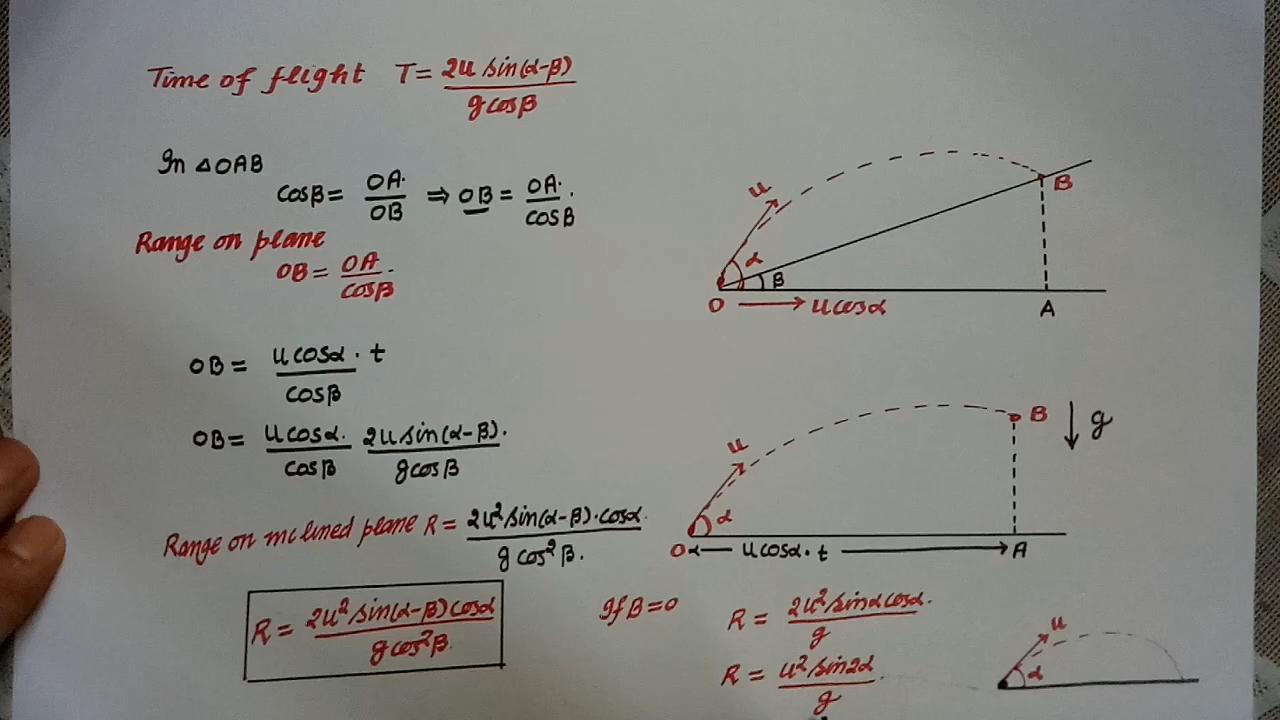 Time of flight T = 2u sin(α-β) / g cosβ
In △OAB
cosβ = OA / OB ⇒ OB = OA / cosβ
Range on plane
OB = OA / cosβ
OB = u cosα · t / cosβ
OB = u cosα / cosβ 2u sin(α-β) / g cosβ
Range on inclined plane R = 2u² sin(α-β) · cosα / g cos²β
R = 2u² sin(α-β) cosα / g cos²β
u
α
β
B
O → u cosα
A
u
α
B
g
O
u cosα · t
A
If β = 0
R = 2u² sinα cosα / g
R = u² sin2α / g
u
α